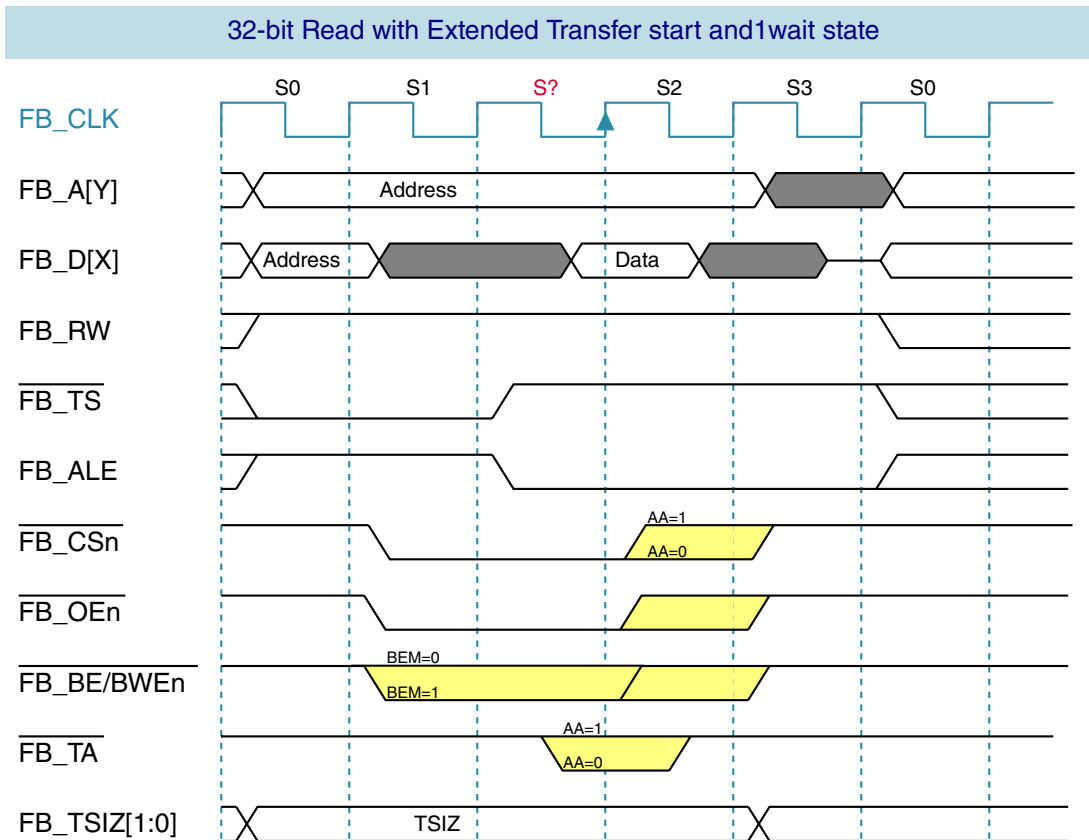 32-bit Read with Extended Transfer start and1wait state
S0 S1 S? S2 S3 S0
FB_CLK
FB_A[Y] Address
FB_D[X] Address Data
FB_RW
FB_TS
FB_ALE
FB_CSn AA=1
AA=0
FB_OEn
FB_BE/BWEn BEM=0
BEM=1
FB_TA AA=1
AA=0
FB_TSIZ[1:0] TSIZ